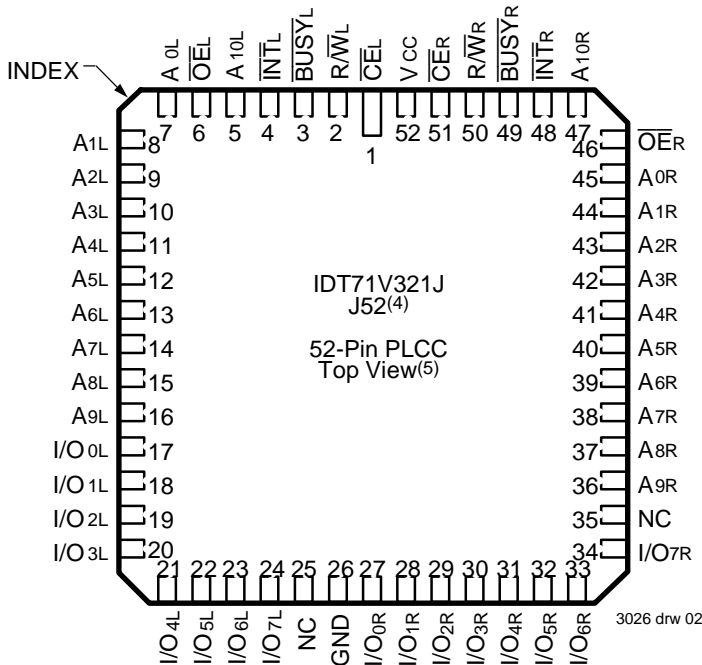 INDEX
A0L
OEL
A10L
INTL
BUSYL
R/WL
CEL
VCC
CER
R/WR
BUSYR
INTR
A10R
7 6 5 4 3 2 1 52 51 50 49 48 47
A1L 8
A2L 9
A3L 10
A4L 11
A5L 12
A6L 13
A7L 14
A8L 15
A9L 16
I/O0L 17
I/O1L 18
I/O2L 19
I/O3L 20
IDT71V321J
J52(4)
52-Pin PLCC
Top View(5)
46 OER
45 A0R
44 A1R
43 A2R
42 A3R
41 A4R
40 A5R
39 A6R
38 A7R
37 A8R
36 A9R
35 NC
34 I/O7R
21 22 23 24 25 26 27 28 29 30 31 32 33
I/O4L
I/O5L
I/O6L
I/O7L
NC
GND
I/O0R
I/O1R
I/O2R
I/O3R
I/O4R
I/O5R
I/O6R
3026 drw 02